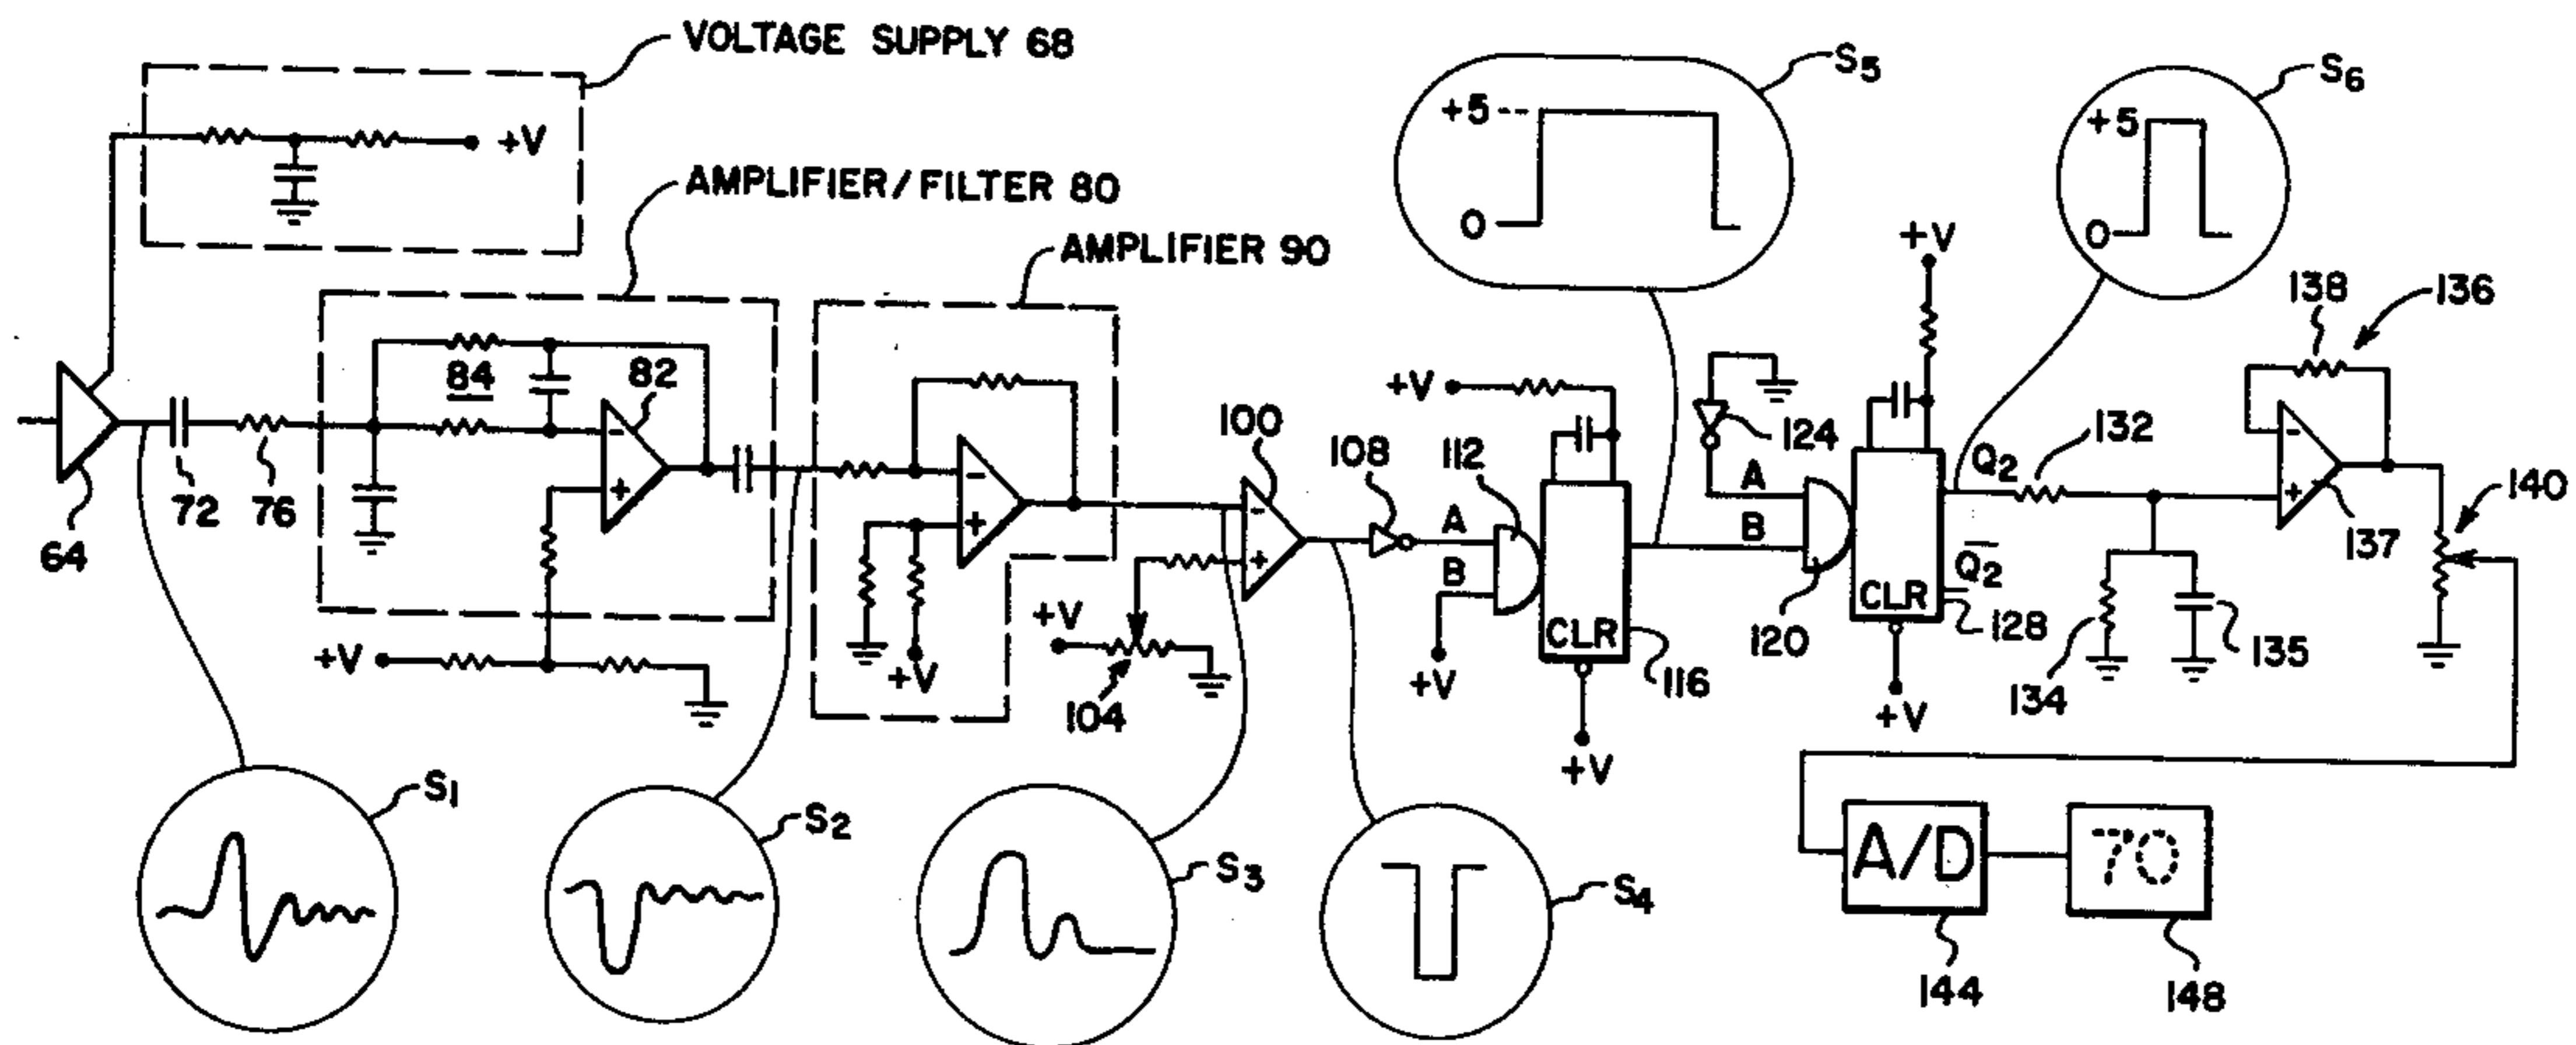 VOLTAGE SUPPLY 68
+V
AMPLIFIER/FILTER 80
AMPLIFIER 90
64
72
76
84
82
+V
+V
+V
104
100
108
112
A
B
+V
+V
CLR
116
+V
S5
+5
0
124
A
B
120
+V
CLR
128
+V
Q2
Q2
S6
+5
0
132
134
135
138
136
137
140
S1
S2
S3
S4
A/D
144
70
148